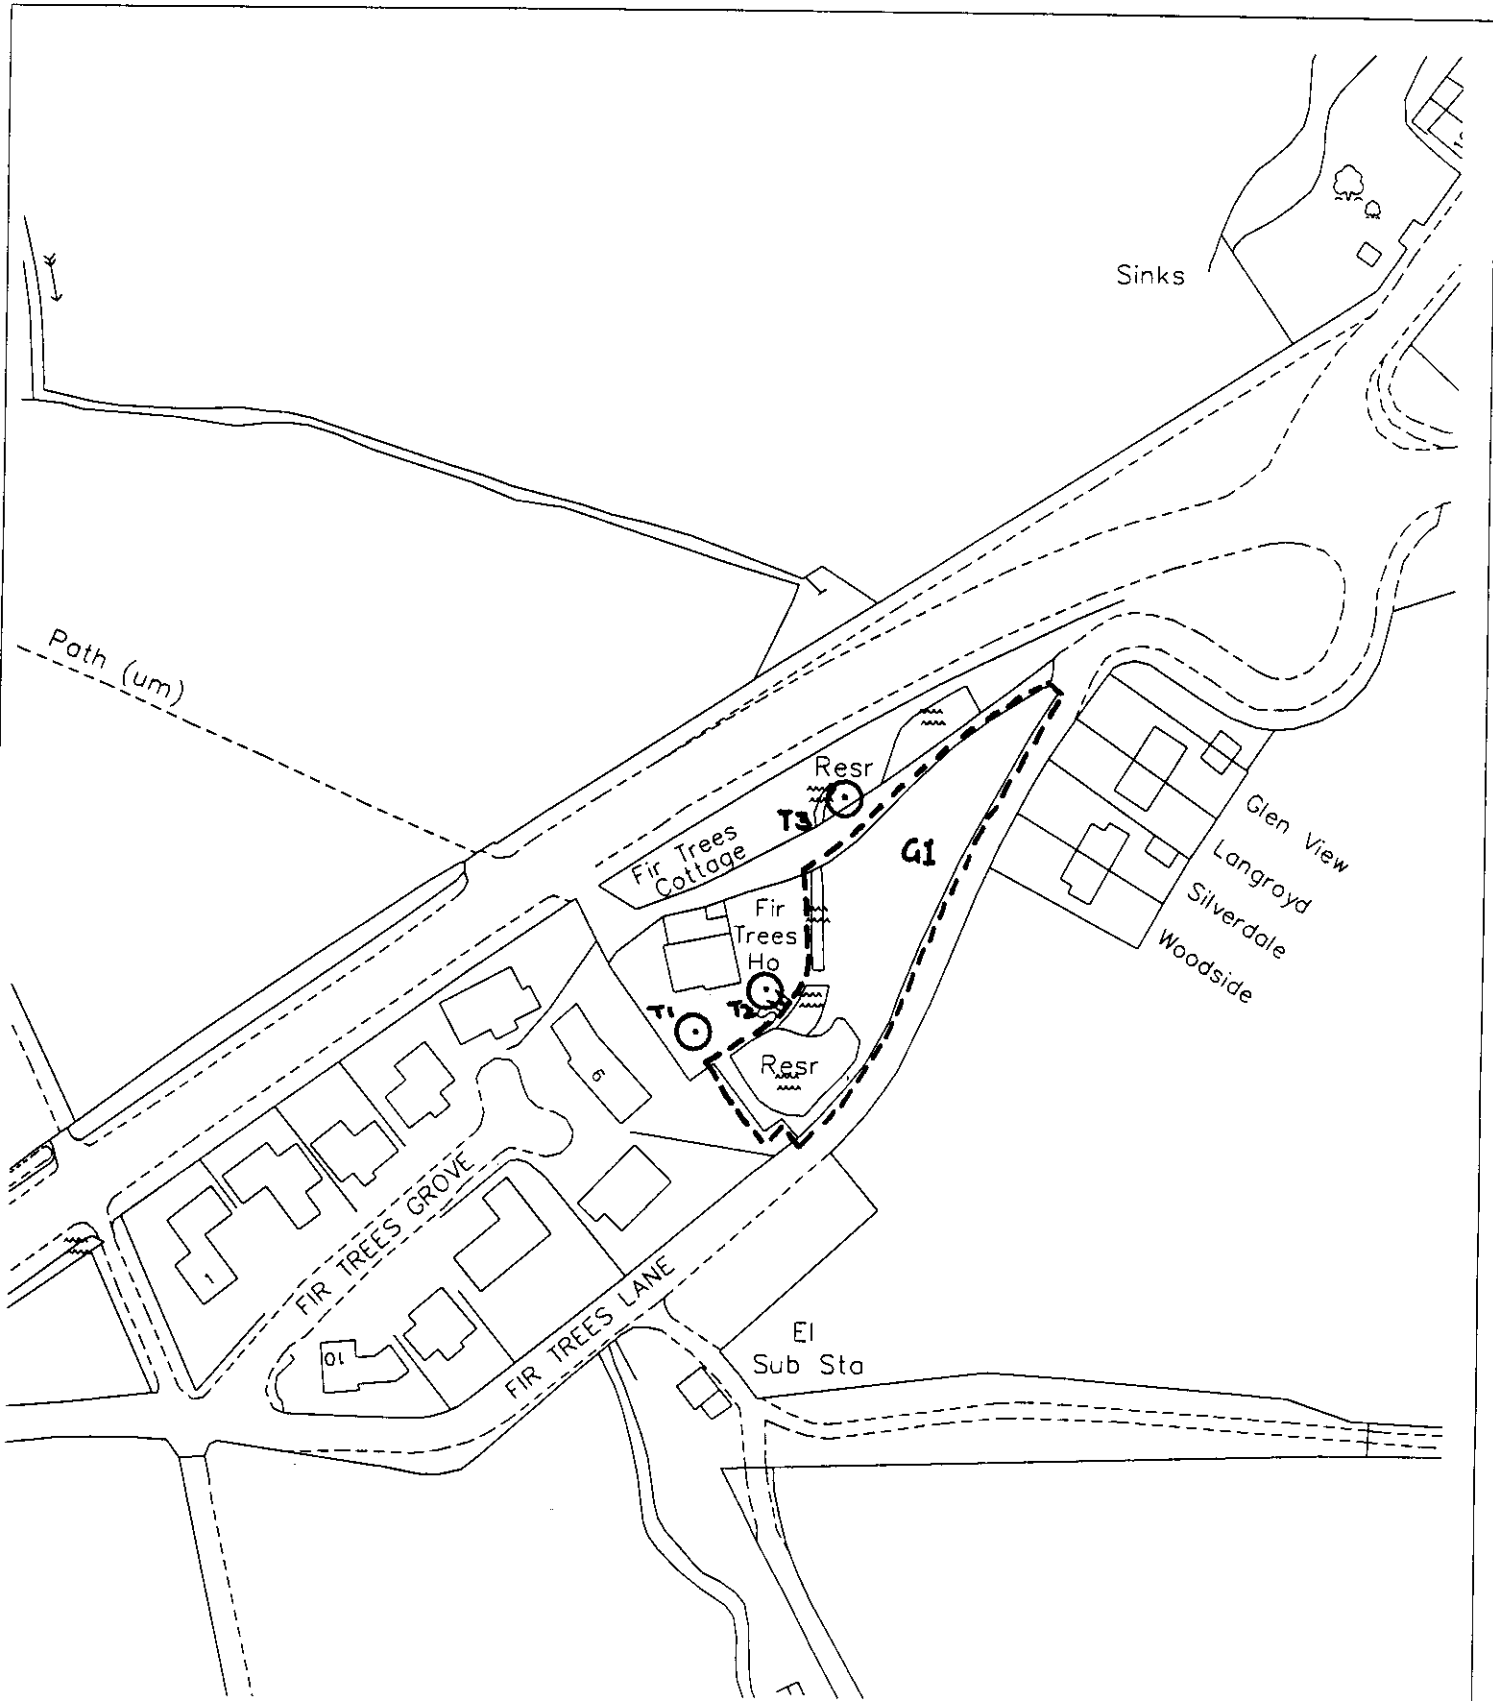 Sinks
Path (um)
Resr
T3
Fir Trees
Cottage
G1
Glen View
Langroyd
Silverdale
Woodside
Fir
Trees
Ho
T1
T2
Resr
6
1
FIR TREES GROVE
10
FIR TREES LANE
El
Sub Sta